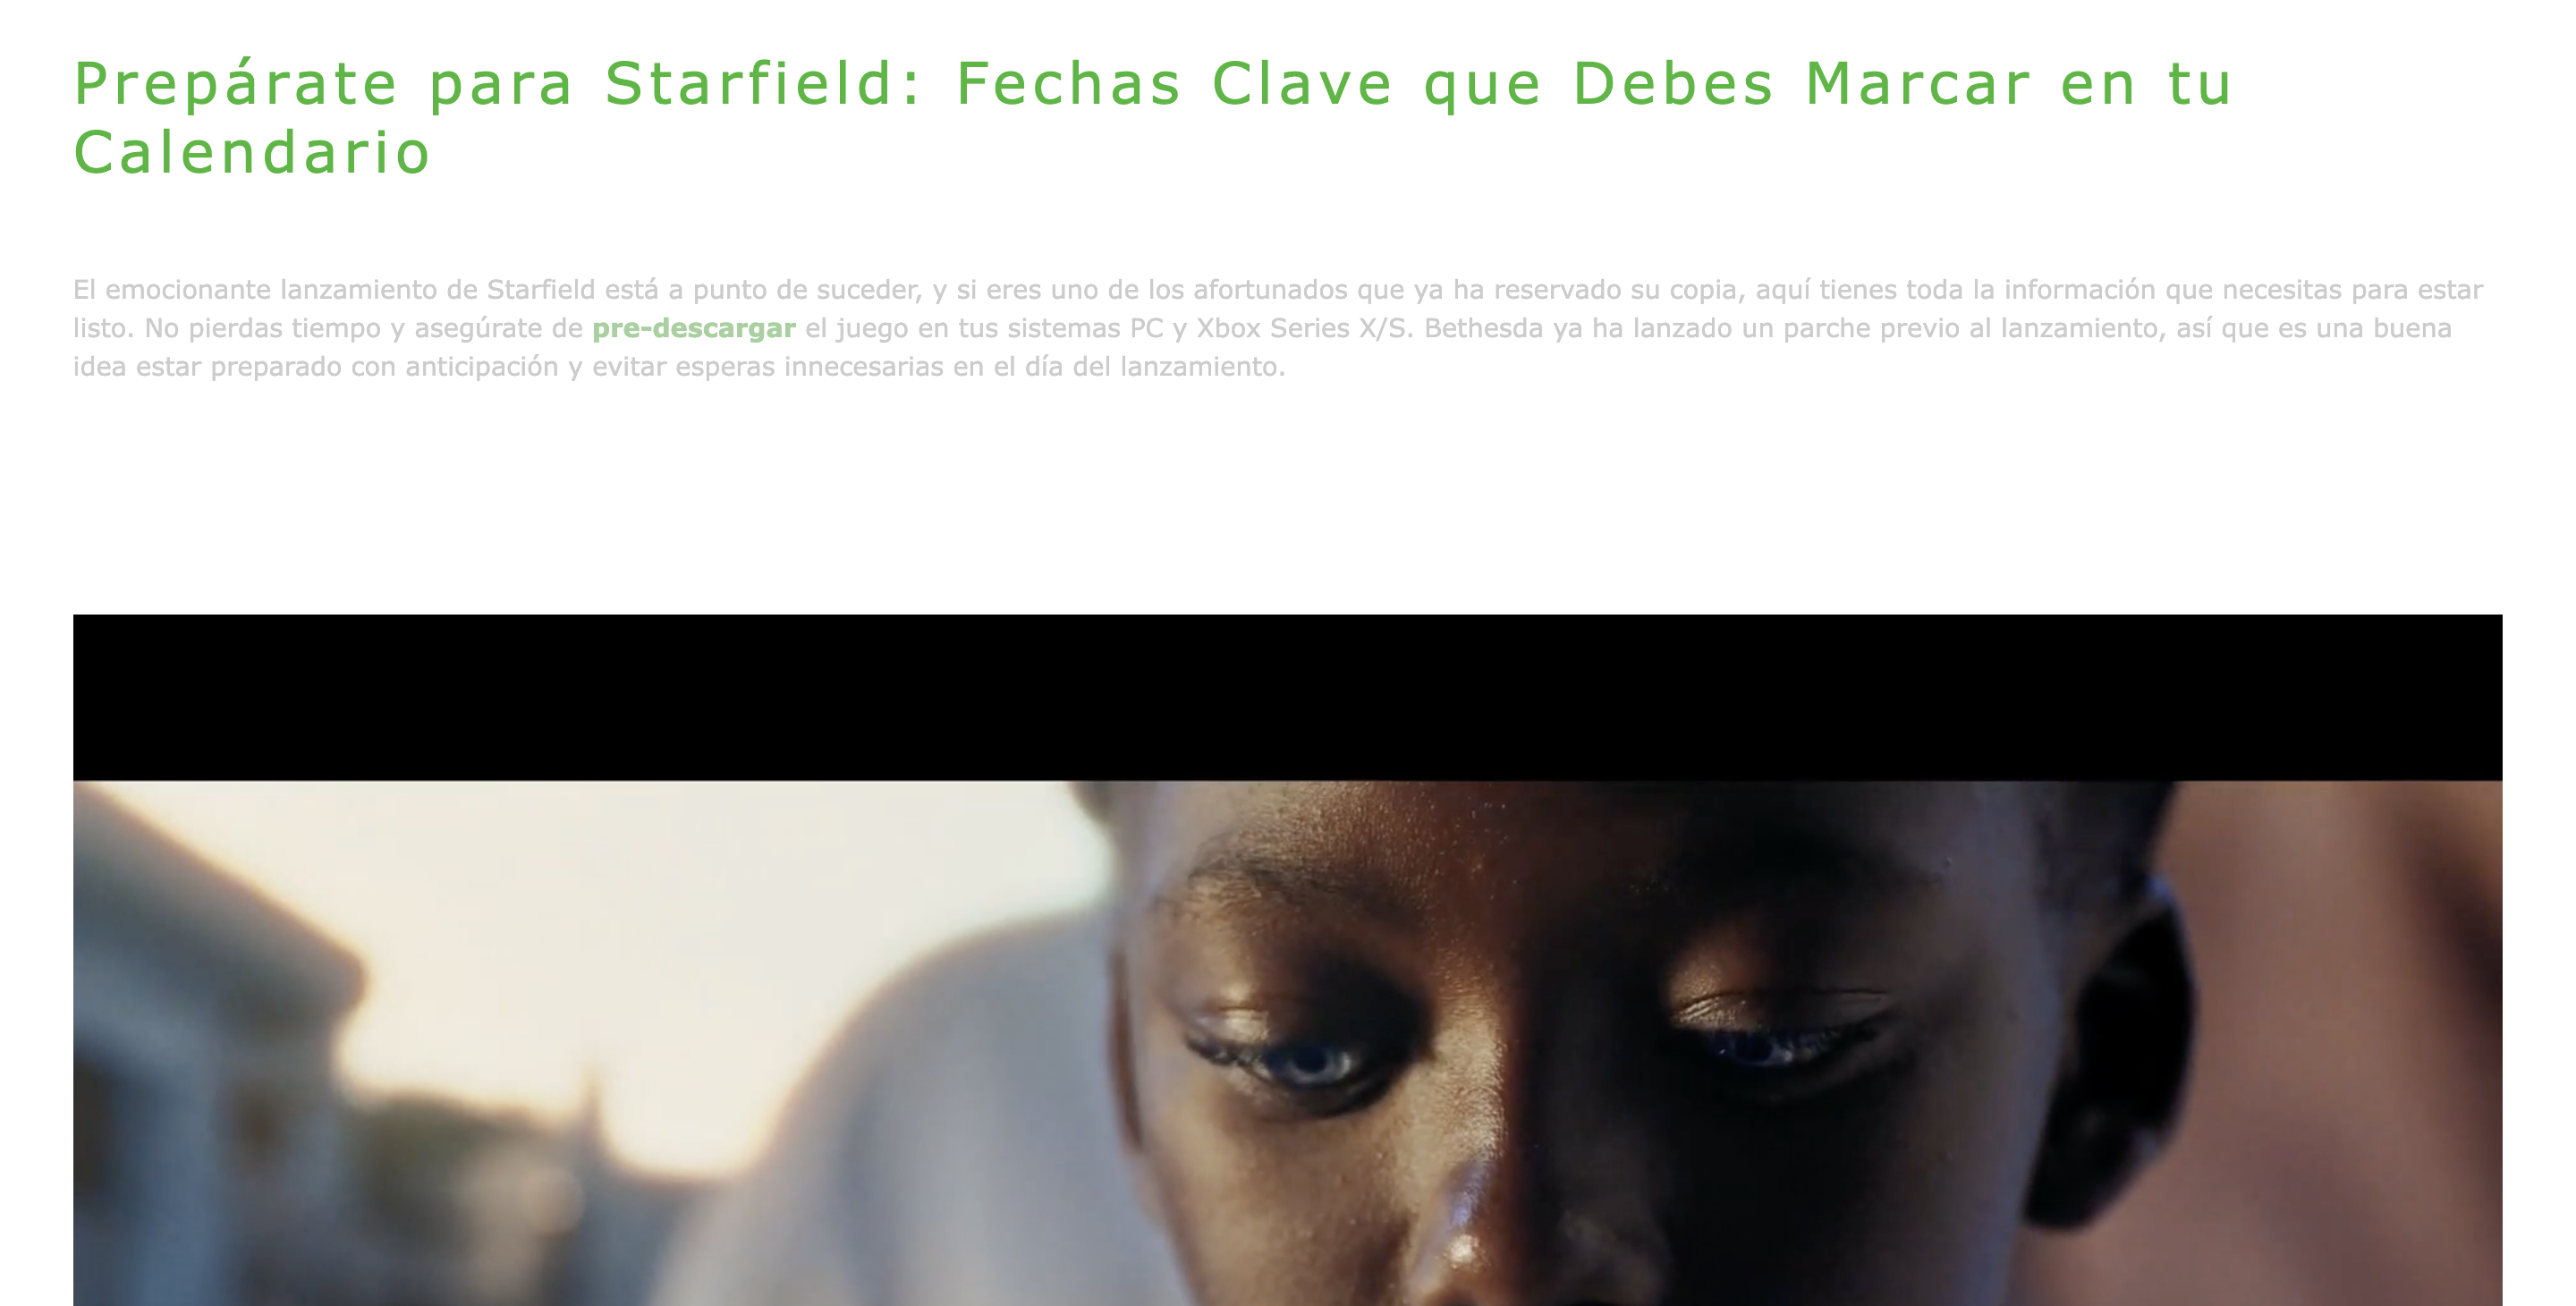 Prepárate para Starfield: Fechas Clave que Debes Marcar en tu
Calendario
El emocionante lanzamiento de Starfield está a punto de suceder, y si eres uno de los afortunados que ya ha reservado su copia, aquí tienes toda la información que necesitas para estar
listo. No pierdas tiempo y asegúrate de pre-descargar el juego en tus sistemas PC y Xbox Series X/S. Bethesda ya ha lanzado un parche previo al lanzamiento, así que es una buena
idea estar preparado con anticipación y evitar esperas innecesarias en el día del lanzamiento.